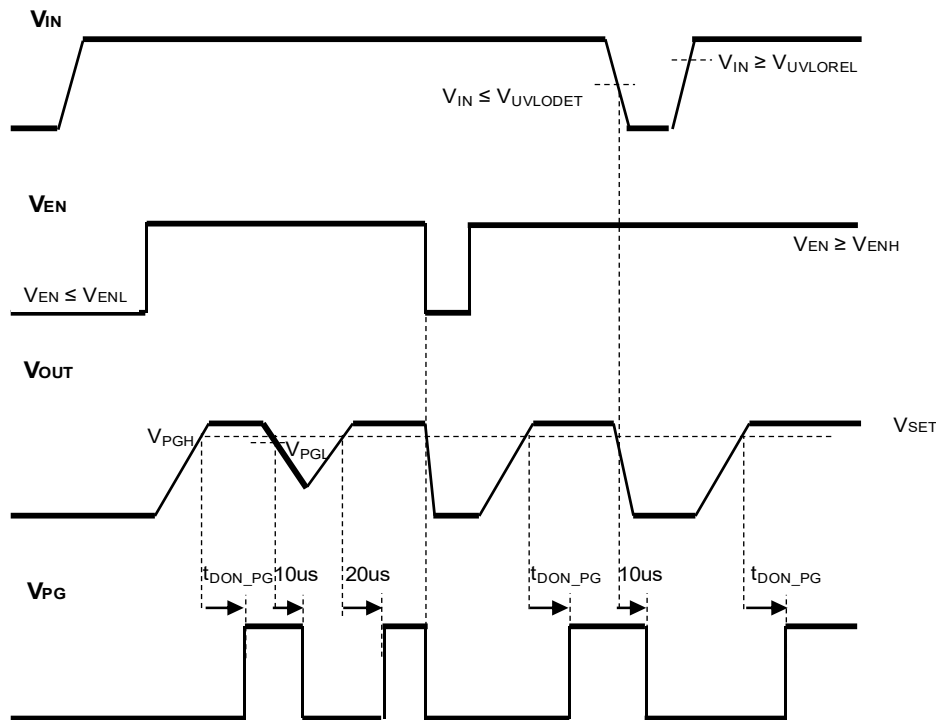 VIN
VIN ≥ VUVLOREL
VIN ≤ VUVLODET
VEN
VEN ≥ VENH
VEN ≤ VENL
VOUT
VPGH
VPGL
VSET
tDON_PG 10us 20us tDON_PG 10us tDON_PG
VPG